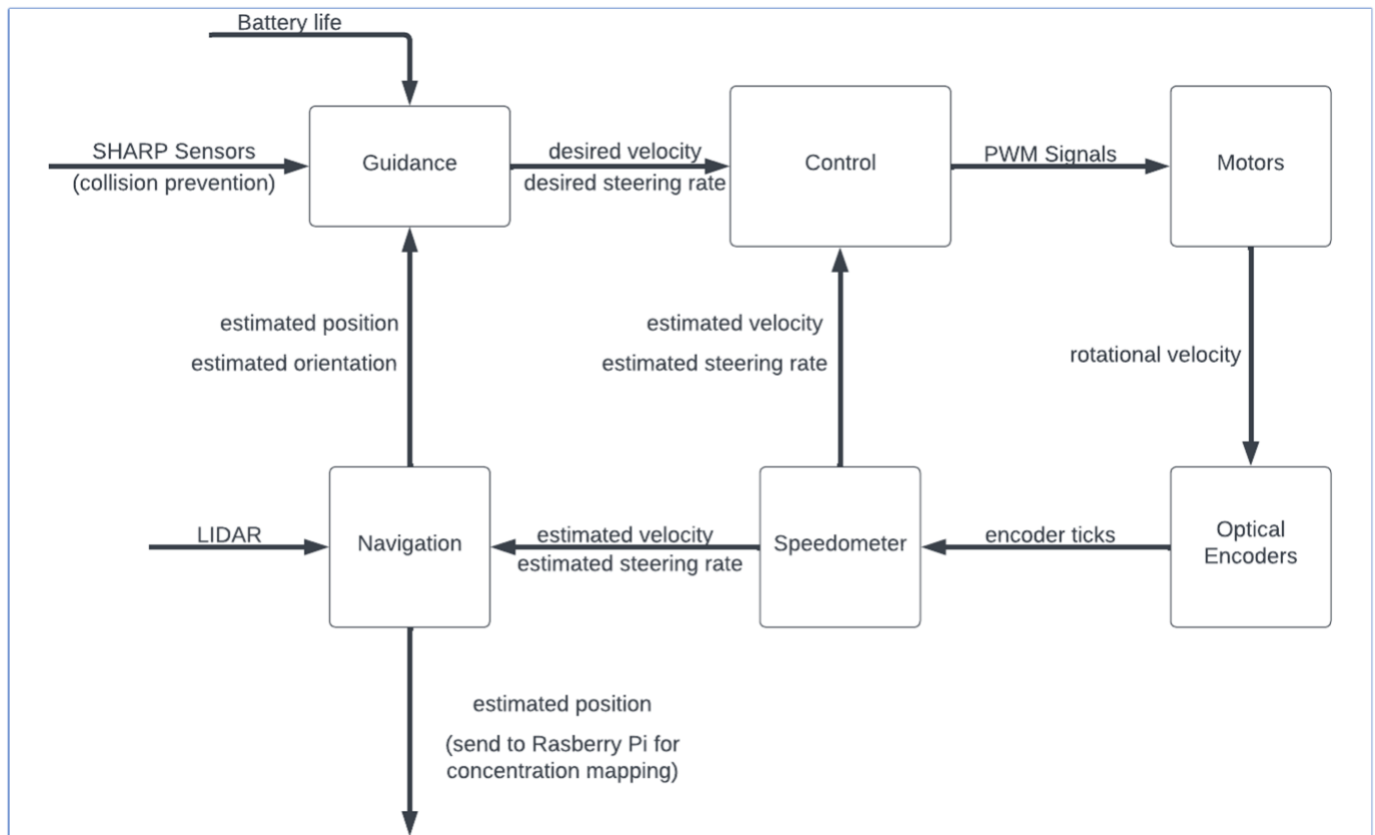 Battery life
SHARP Sensors
(collision prevention)
Guidance
desired velocity
desired steering rate
Control
PWM Signals
Motors
estimated position
estimated orientation
estimated velocity
estimated steering rate
rotational velocity
LIDAR
Navigation
estimated velocity
estimated steering rate
Speedometer
encoder ticks
Optical
Encoders
estimated position
(send to Rasberry Pi for
concentration mapping)